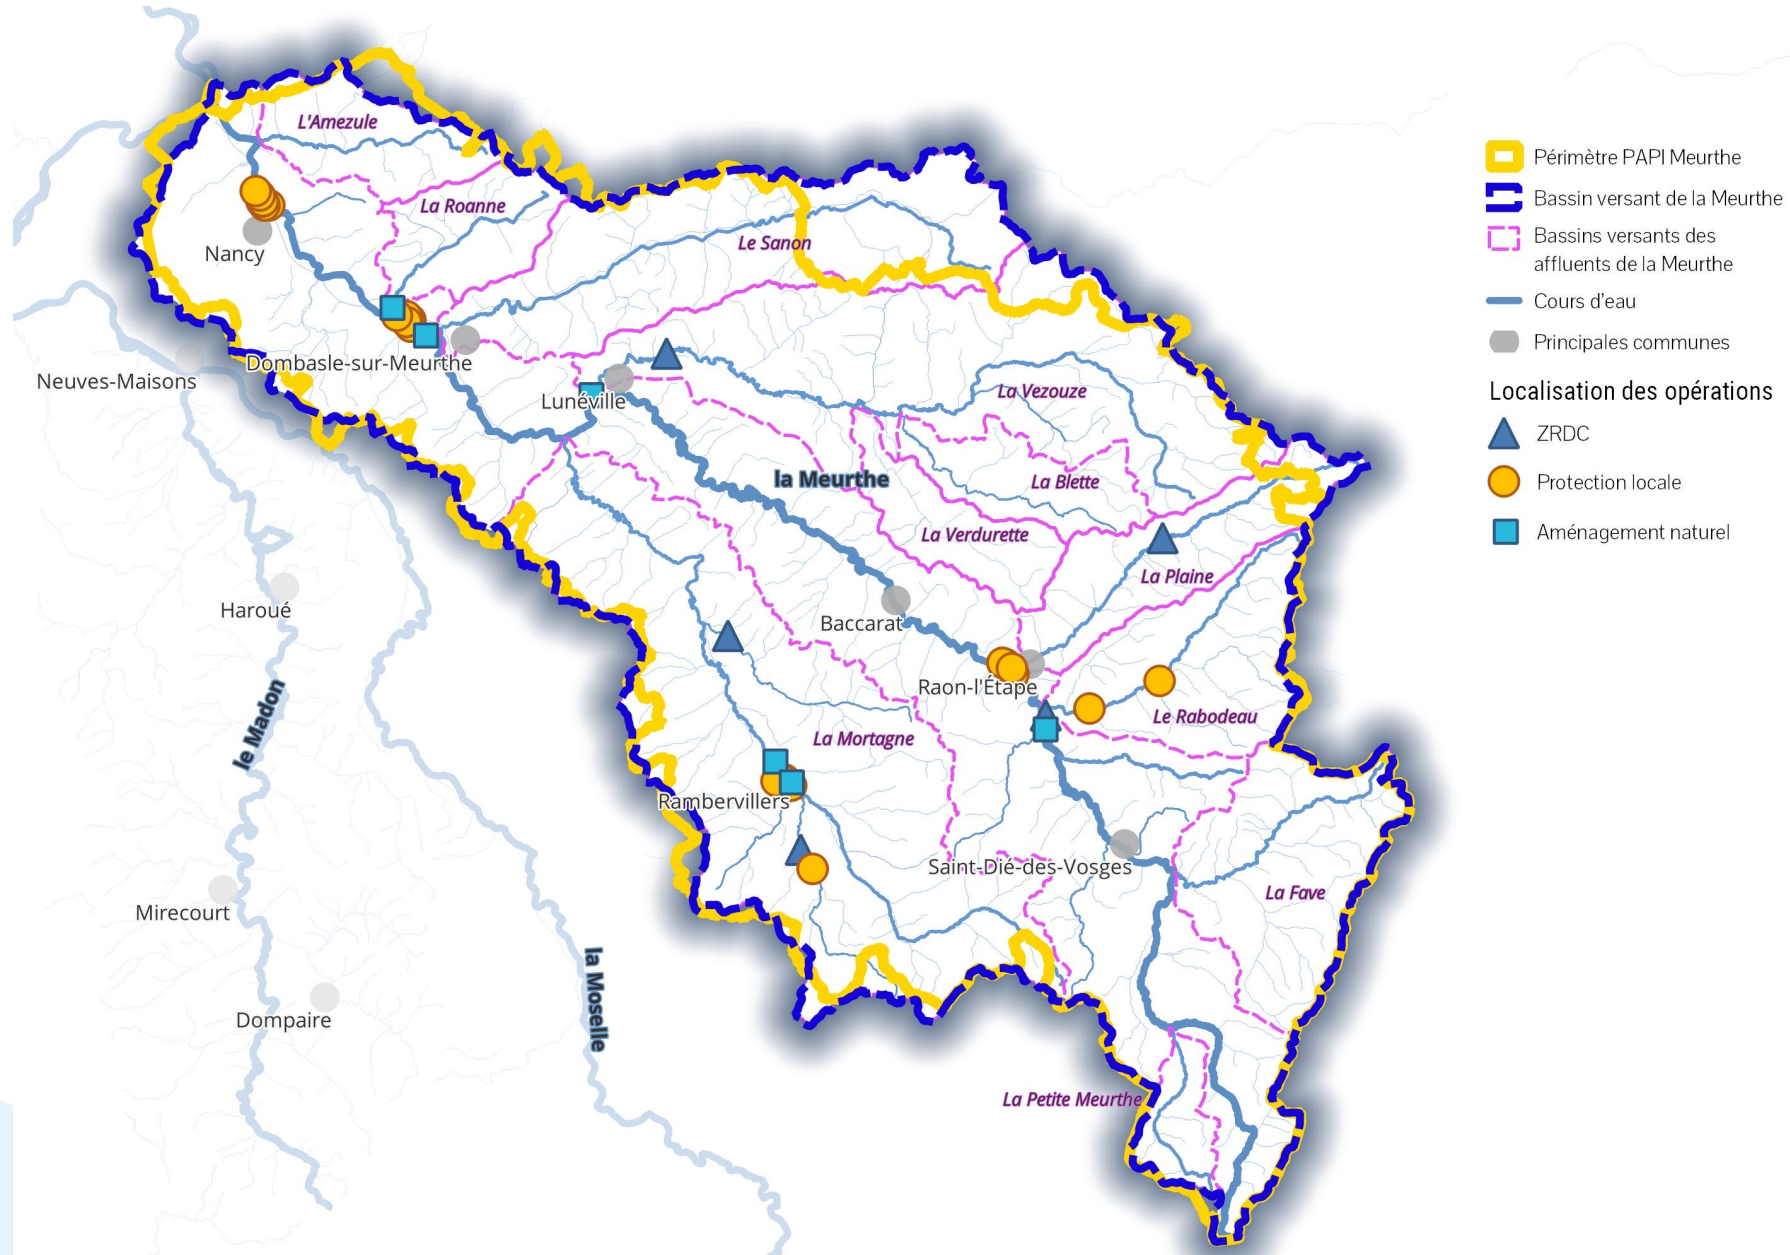 L'Amezule
La Roanne
Le Sanon
Nancy
Dombasle-sur-Meurthe
Neuves-Maisons
Lunéville
La Vezouze
la Meurthe
La Blette
La Verdurette
La Plaine
Haroué
Baccarat
Raon-l'Étape
le Madon
Le Rabodeau
La Mortagne
Rambervillers
Saint-Dié-des-Vosges
La Fave
Mirecourt
la Moselle
Dompaire
La Petite Meurthe
Périmètre PAPI Meurthe
Bassin versant de la Meurthe
Bassins versants des
affluents de la Meurthe
Cours d'eau
Principales communes
Localisation des opérations
ZRDC
Protection locale
Aménagement naturel